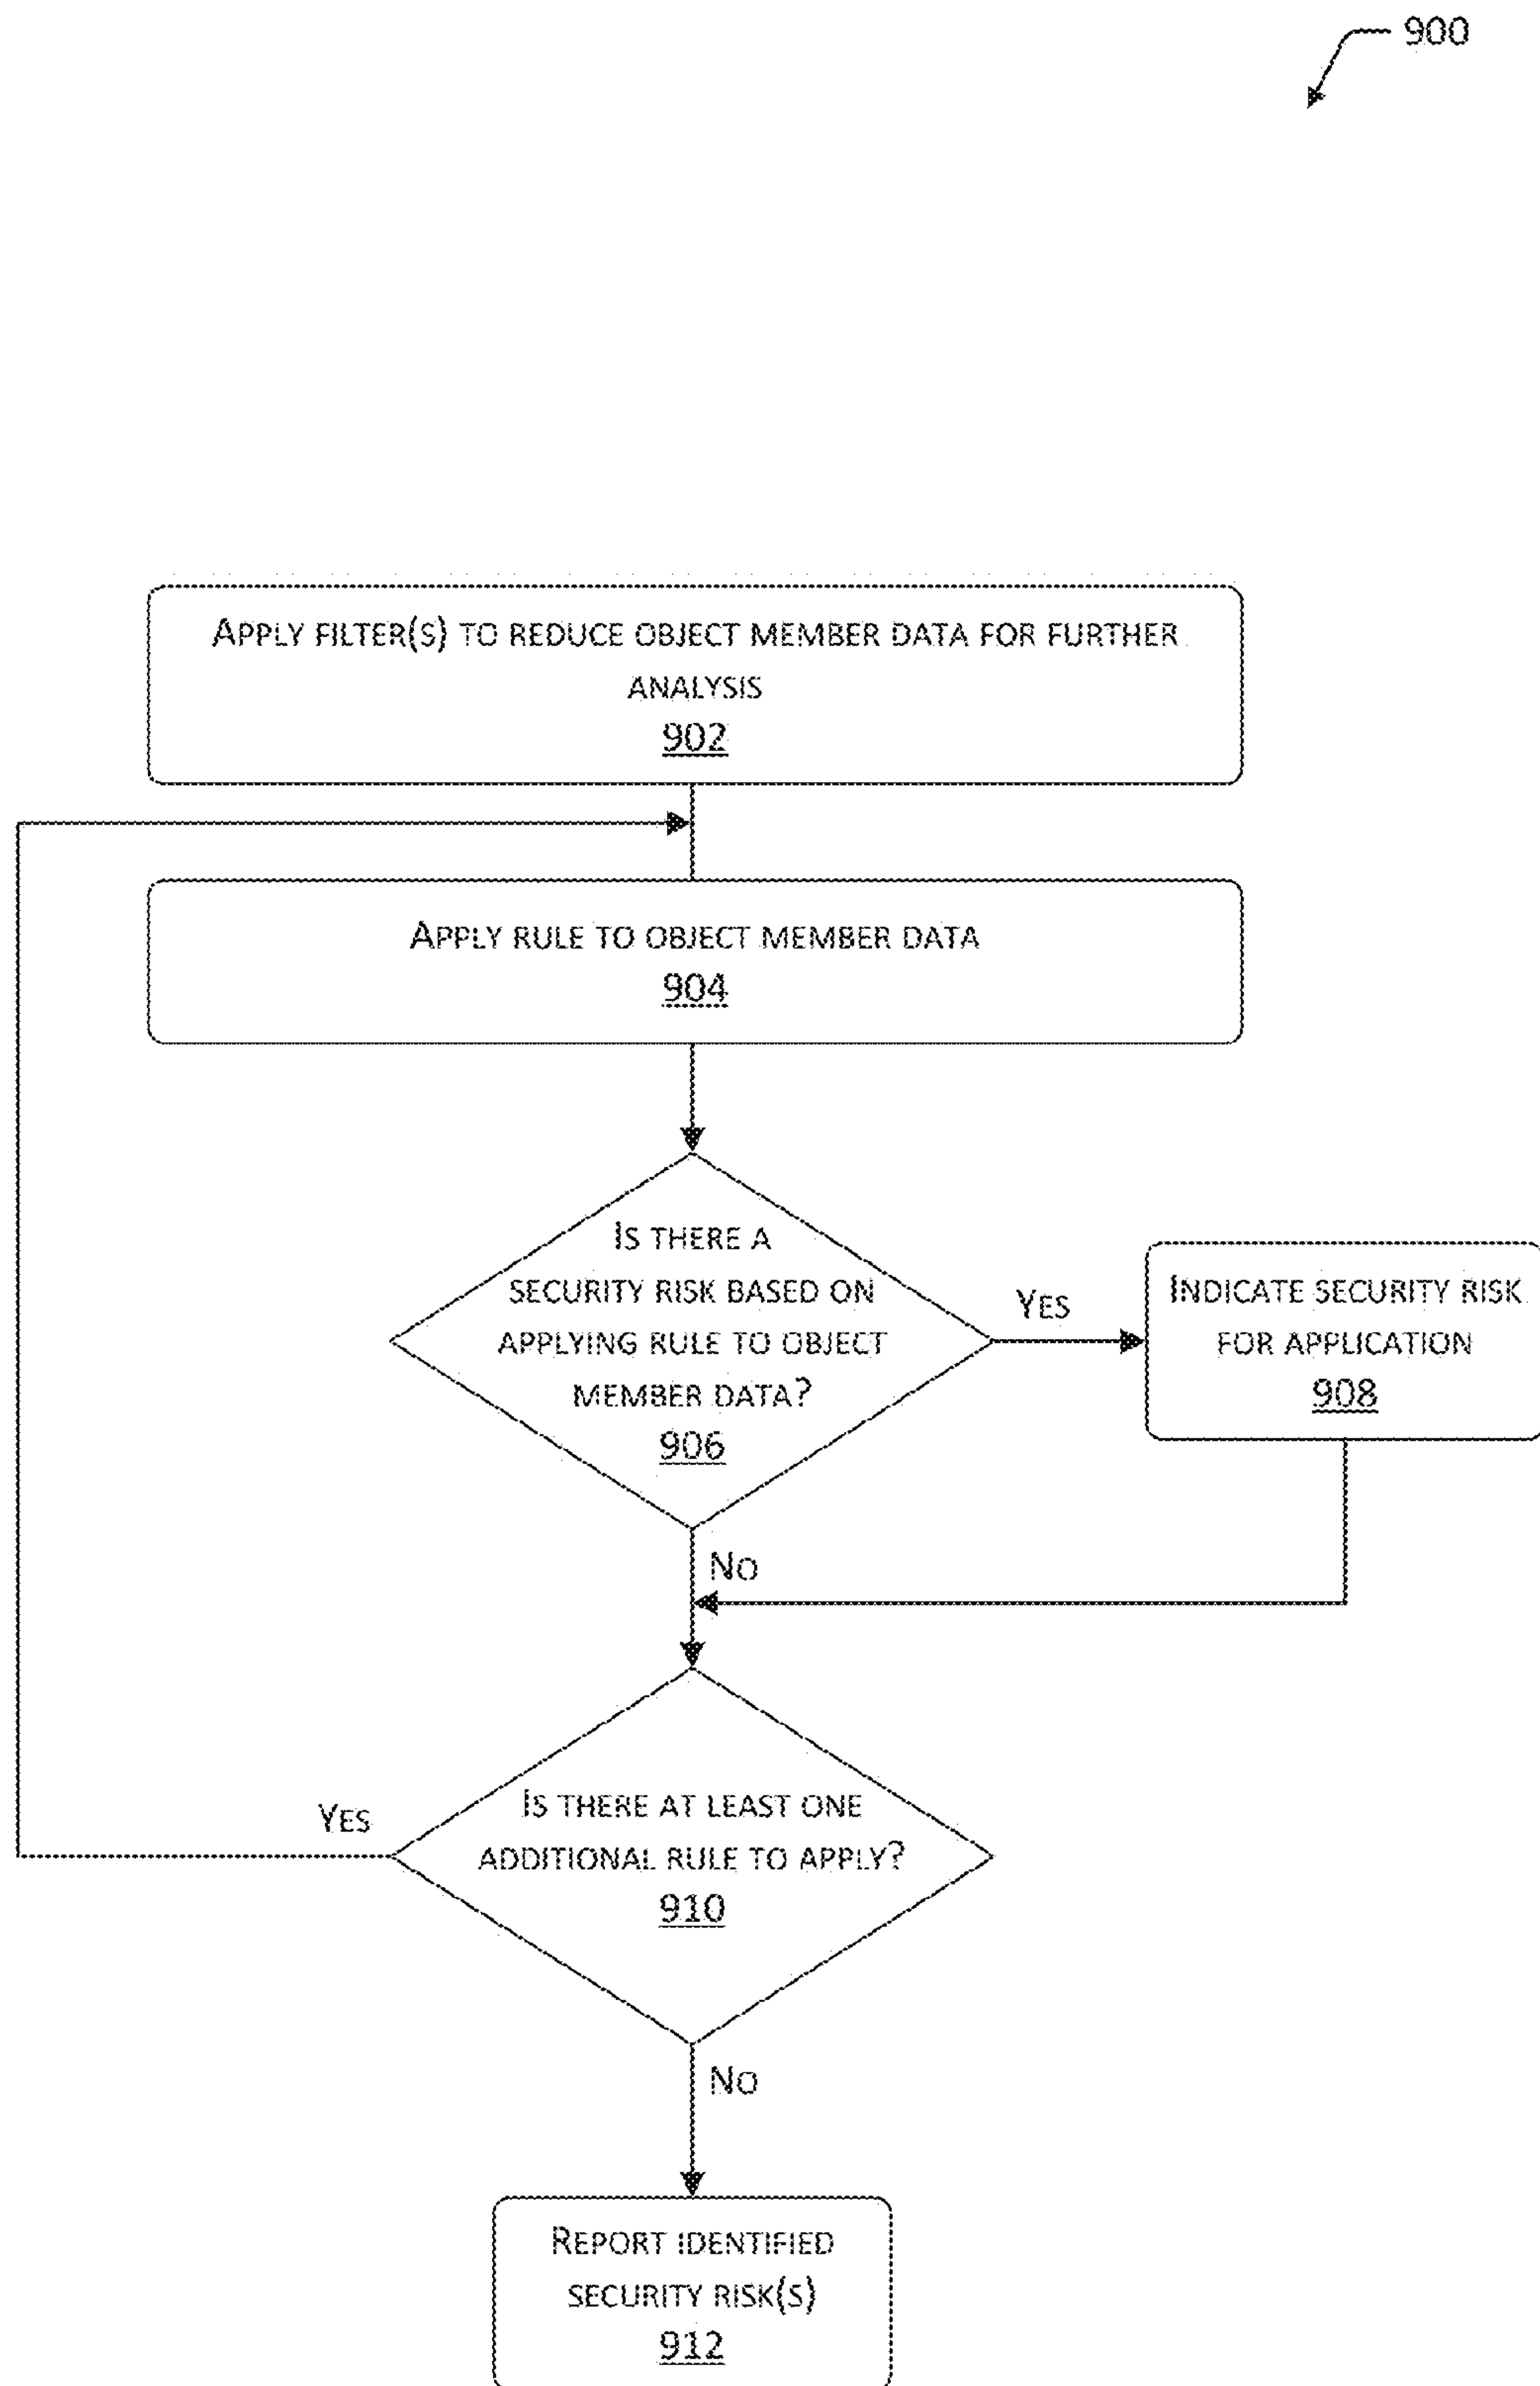 900
Apply filter(s) to reduce object member data for further
analysis
902
Apply rule to object member data
904
Is there a
security risk based on
applying rule to object
member data?
906
Yes
Indicate security risk
for application
908
No
Is there at least one
additional rule to apply?
910
Yes
No
Report identified
security risk(s)
912